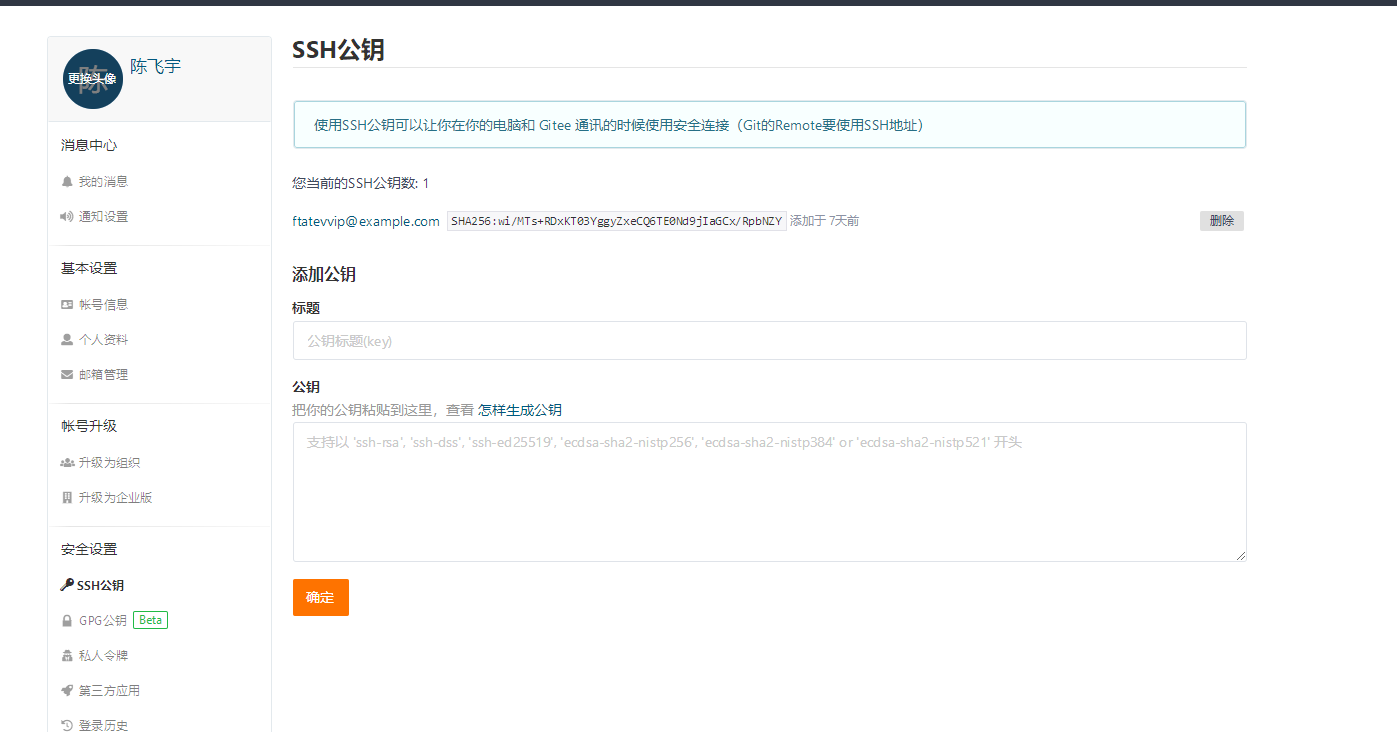 更换头像
陈飞宇
消息中心
我的消息
通知设置
基本设置
帐号信息
个人资料
邮箱管理
帐号升级
升级为组织
升级为企业版
安全设置
SSH公钥
GPG公钥 Beta
私人令牌
第三方应用
登录历史
SSH公钥
使用SSH公钥可以让你在你的电脑和 Gitee 通讯的时候使用安全连接（Git的Remote要使用SSH地址）
您当前的SSH公钥数: 1
ftatevvip@example.com SHA256:wi/MTs+RDxKT03YggyZxeCQ6TE0Nd9jIaGCx/RpbNZY 添加于 7天前 删除
添加公钥
标题
公钥标题(key)
公钥
把你的公钥粘贴到这里，查看 怎样生成公钥
支持以 'ssh-rsa', 'ssh-dss', 'ssh-ed25519', 'ecdsa-sha2-nistp256', 'ecdsa-sha2-nistp384' or 'ecdsa-sha2-nistp521' 开头
确定